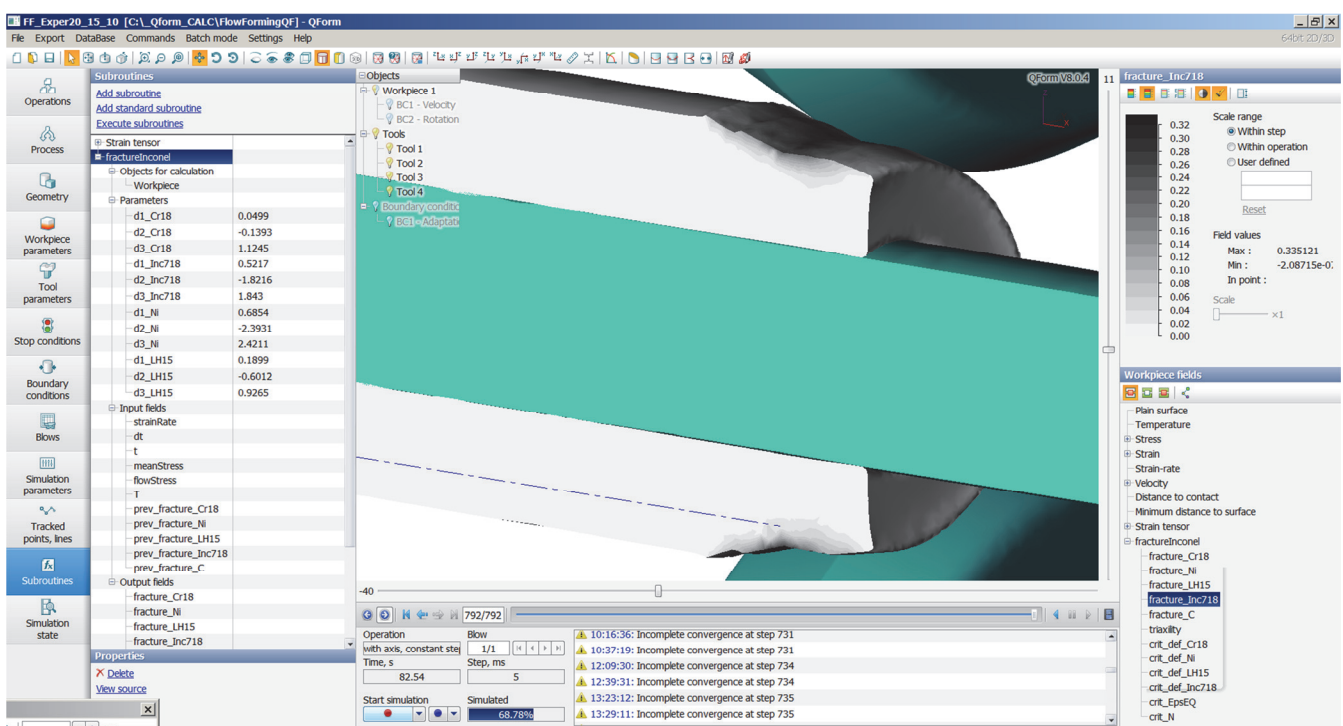 FF_Exper20_15_10 [C:\_Qform_CALC\FlowFormingQF] - QForm
File Export DataBase Commands Batch mode Settings Help
64bit 2D/3D
Operations
Process
Geometry
Workpiece
parameters
Tool
parameters
Stop conditions
Boundary
conditions
Blows
Simulation
parameters
Tracked
points, lines
Subroutines
Simulation
state
Subroutines
Add subroutine
Add standard subroutine
Execute subroutines
Strain tensor
fractureInconel
Objects for calculation
Workpiece
Parameters
d1_Cr18 0.0499
d2_Cr18 -0.1393
d3_Cr18 1.1245
d1_Inc718 0.5217
d2_Inc718 -1.8216
d3_Inc718 1.843
d1_Ni 0.6854
d2_Ni -2.3931
d3_Ni 2.4211
d1_LH15 0.1899
d2_LH15 -0.6012
d3_LH15 0.9265
Input fields
strainRate
dt
t
meanStress
flowStress
T
prev_fracture_Cr18
prev_fracture_Ni
prev_fracture_LH15
prev_fracture_Inc718
prev_fracture_C
Output fields
fracture_Cr18
fracture_Ni
fracture_LH15
fracture_Inc718
Properties
Delete
View source
Objects
Workpiece 1
BC1 - Velocity
BC2 - Rotation
Tools
Tool 1
Tool 2
Tool 3
Tool 4
Boundary conditic
BC1 - Adaptati
QForm V8.0.4
Z
X
11
-40
792/792
Operation Blow
with axis, constant step 1/1
Time, s Step, ms
82.54 5
Start simulation Simulated
68.78%
10:16:36: Incomplete convergence at step 731
10:37:19: Incomplete convergence at step 731
12:09:30: Incomplete convergence at step 734
12:39:31: Incomplete convergence at step 734
13:23:12: Incomplete convergence at step 735
13:29:11: Incomplete convergence at step 735
fracture_Inc718
0.32
0.30
0.28
0.26
0.24
0.22
0.20
0.18
0.16
0.14
0.12
0.10
0.08
0.06
0.04
0.02
0.00
Scale range
Within step
Within operation
User defined
Reset
Field values
Max : 0.335121
Min : -2.08715e-0
In point :
Scale
×1
Workpiece fields
Plain surface
Temperature
Stress
Strain
Strain-rate
Velocity
Distance to contact
Minimum distance to surface
Strain tensor
fractureInconel
fracture_Cr18
fracture_Ni
fracture_LH15
fracture_Inc718
fracture_C
triaxility
crit_def_Cr18
crit_def_Ni
crit_def_LH15
crit_def_Inc718
crit_EpsEQ
crit_N